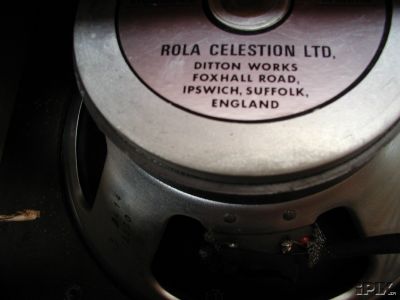 ROLA CELESTION LTD.
DITTON WORKS
FOXHALL ROAD,
IPSWICH, SUFFOLK,
ENGLAND
iPIX